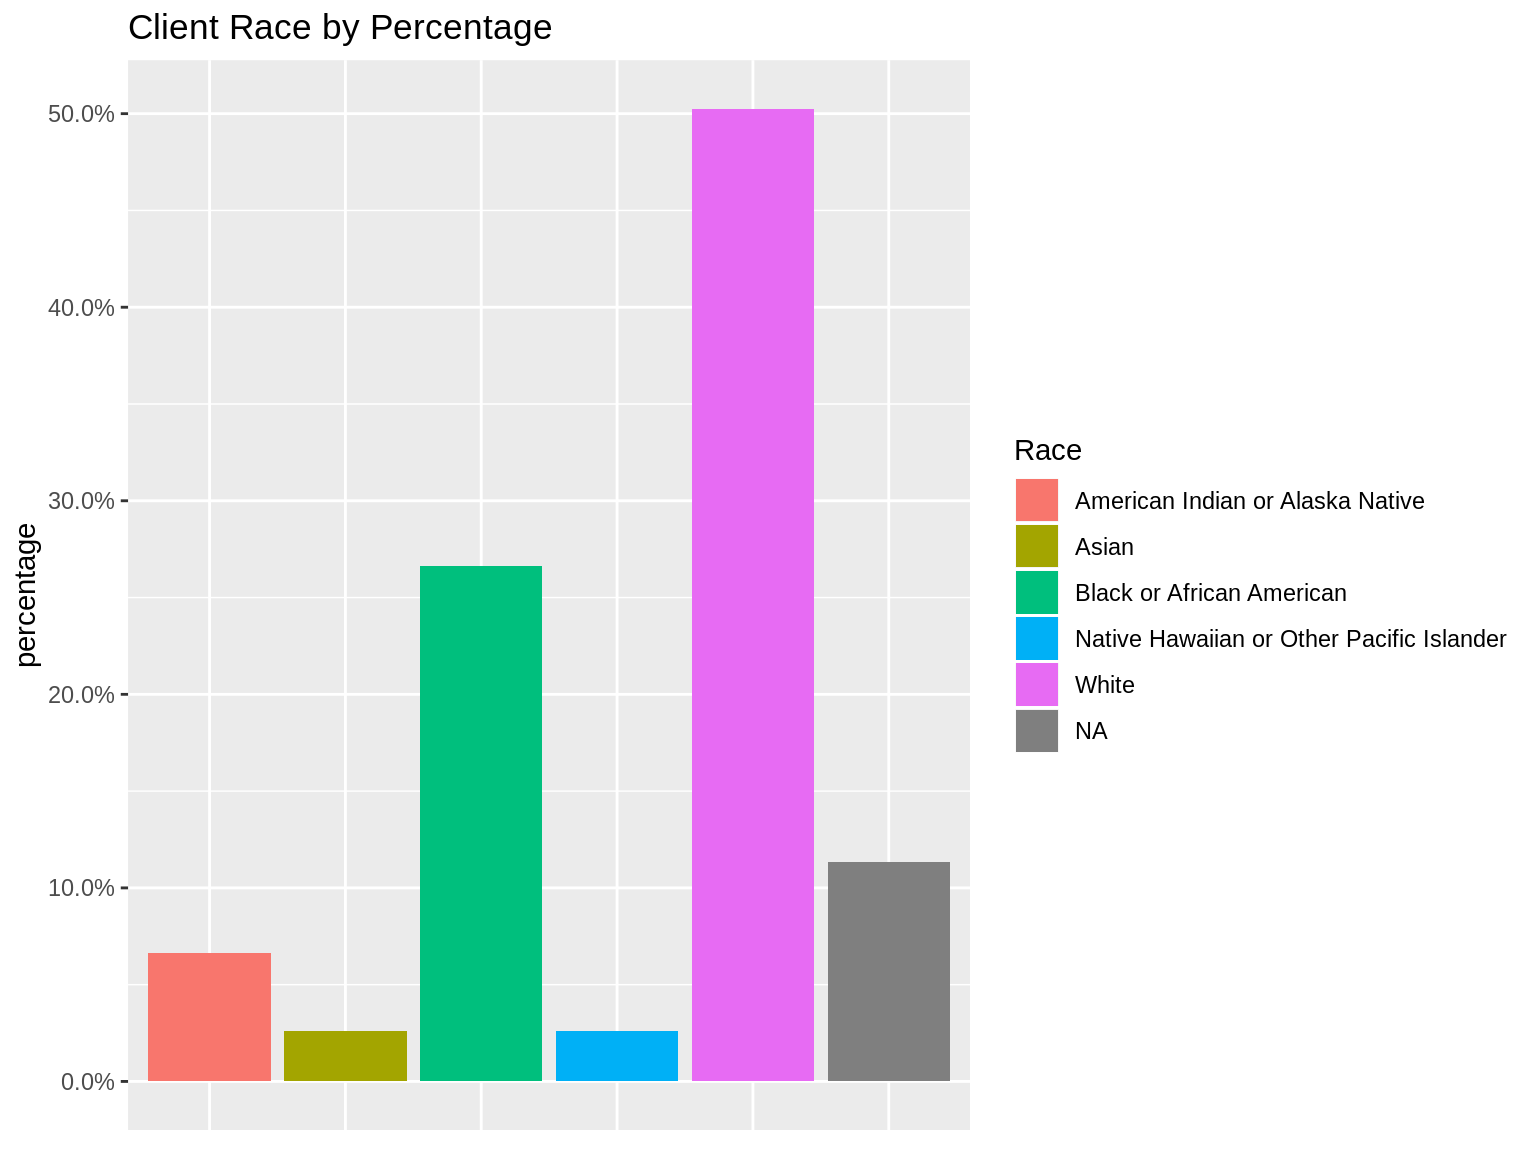 Client Race by Percentage
50.0%
40.0%
30.0%
20.0%
10.0%
0.0%
percentage
Race
American Indian or Alaska Native
Asian
Black or African American
Native Hawaiian or Other Pacific Islander
White
NA